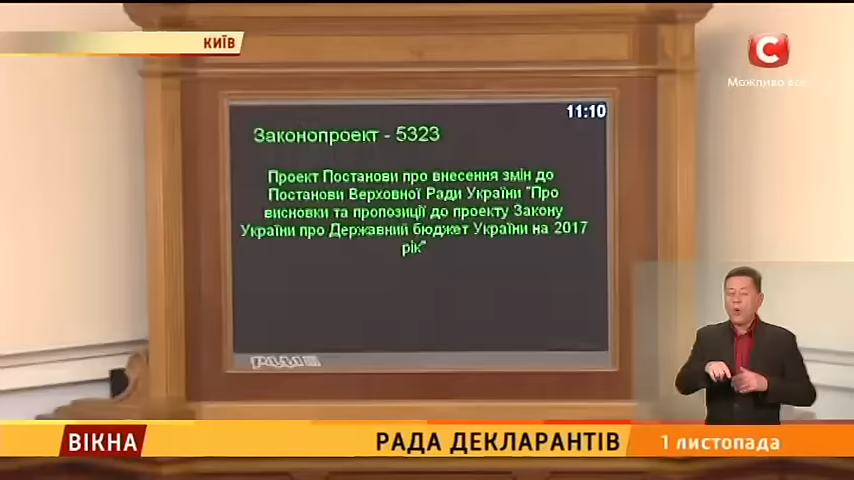 КИЇВ
С
Можливо все
11:10
Законопроект - 5323
Проект Постанови про внесення змін до
Постанови Верховної Ради України "Про
висновки та пропозиції до проекту Закону
України про Державний бюджет України на 2017
рік"
РАДА
ВІКНА
РАДА ДЕКЛАРАНТІВ
1 листопада